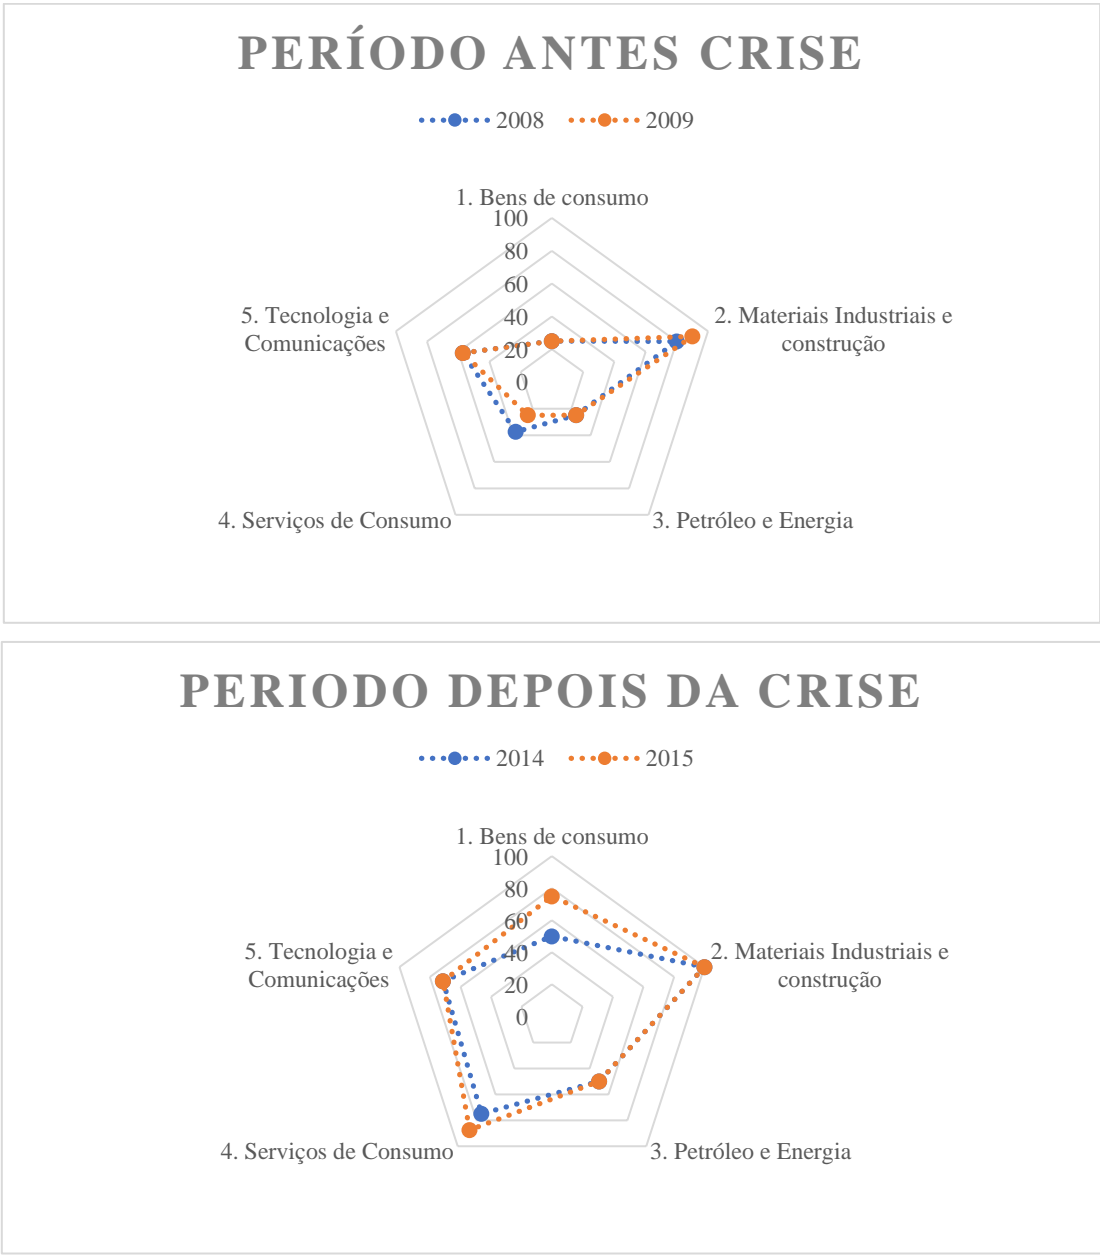 PERÍODO ANTES CRISE
2008 2009
1. Bens de consumo
100
80
60
40
20
0
2. Materiais Industriais e
construção
3. Petróleo e Energia
4. Serviços de Consumo
5. Tecnologia e
Comunicações
PERIODO DEPOIS DA CRISE
2014 2015
1. Bens de consumo
100
80
60
40
20
0
2. Materiais Industriais e
construção
3. Petróleo e Energia
4. Serviços de Consumo
5. Tecnologia e
Comunicações